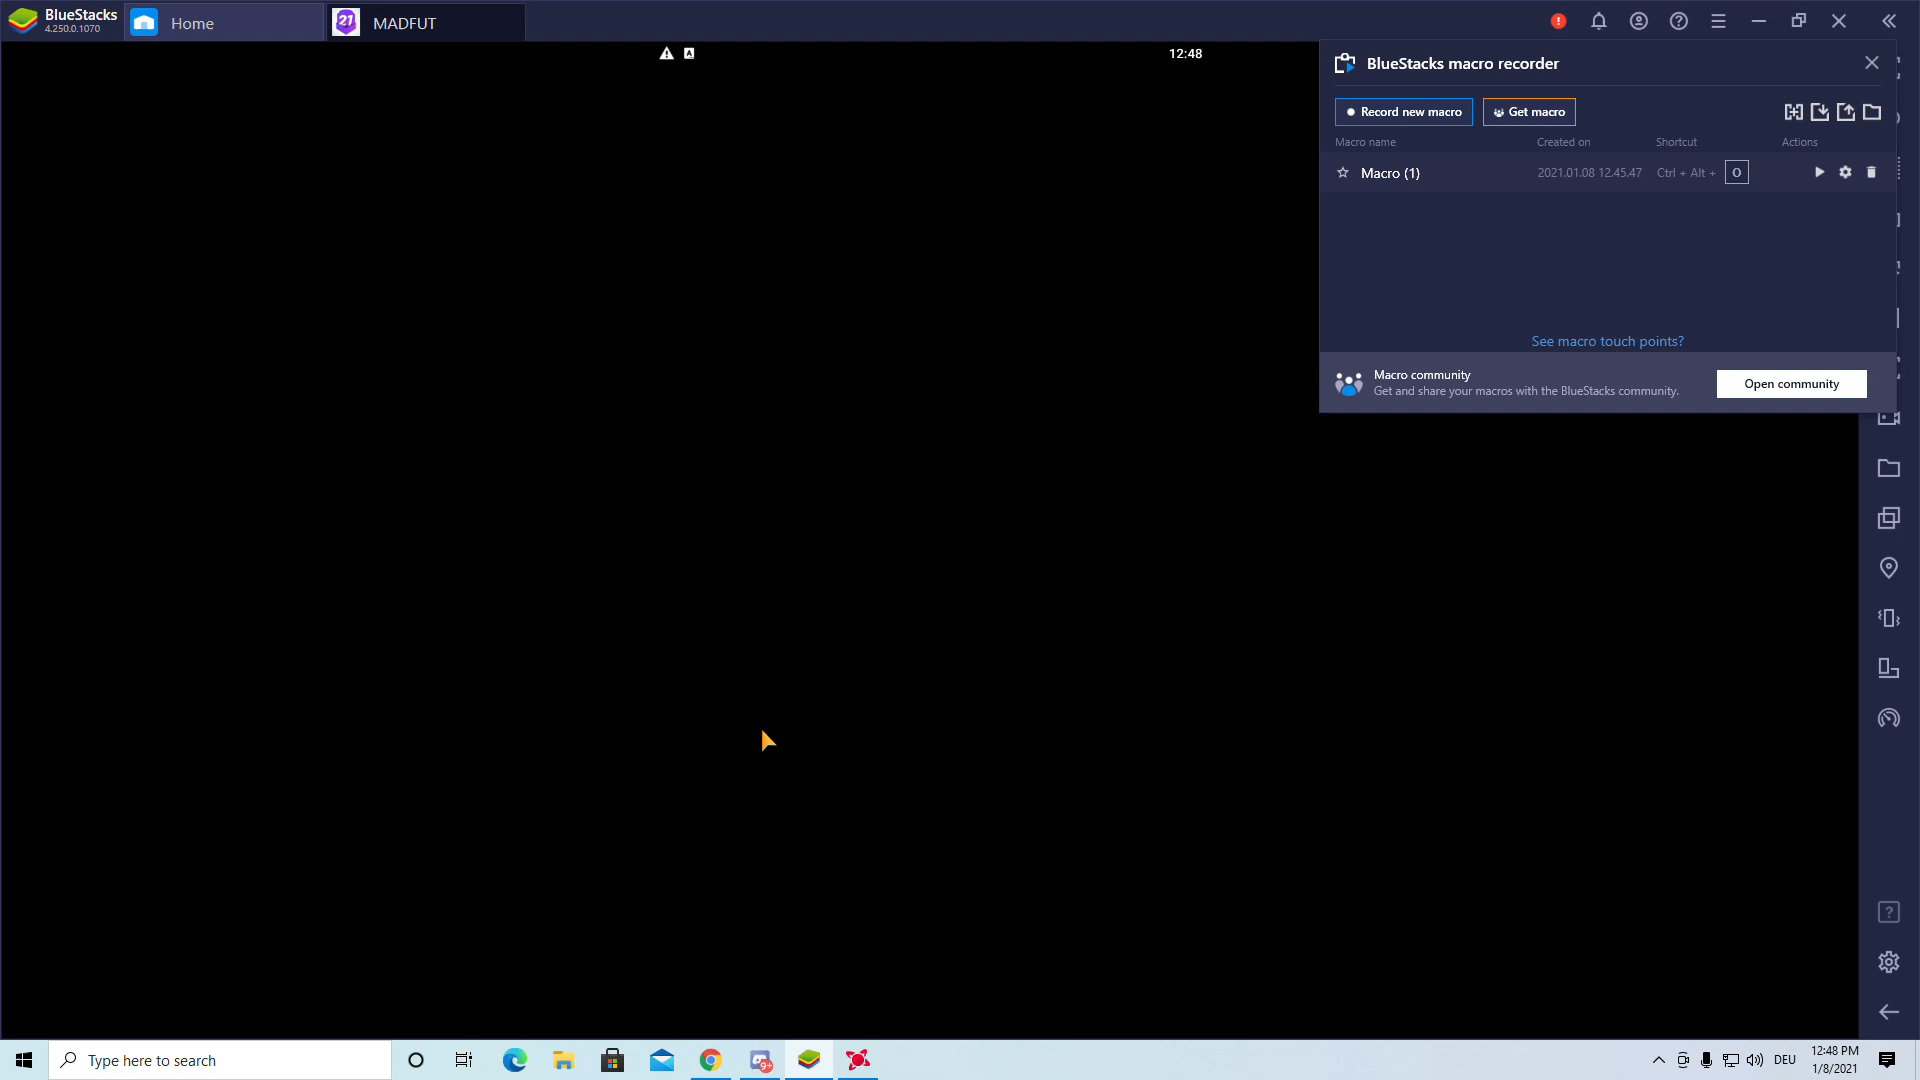 BlueStacks
4.250.0.1070
Home
21
MADFUT
12:48
BlueStacks macro recorder
Record new macro
Get macro
Macro name
Created on
Shortcut
Actions
Macro (1)
2021.01.08 12.45.47
Ctrl + Alt +
O
See macro touch points?
Macro community
Get and share your macros with the BlueStacks community.
Open community
Type here to search
9+
DEU
12:48 PM
1/8/2021